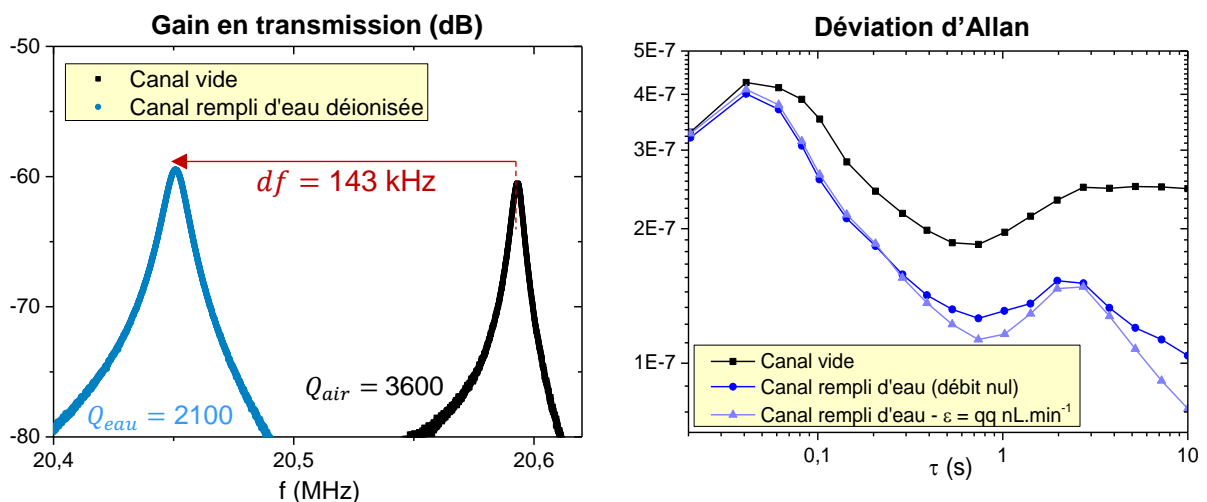 Gain en transmission (dB)
-50
-60
-70
-80
Canal vide
Canal rempli d'eau déionisée
df = 143 kHz
Q_air = 3600
Q_eau = 2100
20,4
20,5
20,6
f (MHz)
Déviation d'Allan
5E-7
4E-7
3E-7
2E-7
1E-7
Canal vide
Canal rempli d'eau (débit nul)
Canal rempli d'eau - ε = qq nL.min⁻¹
0,1
1
10
τ (s)